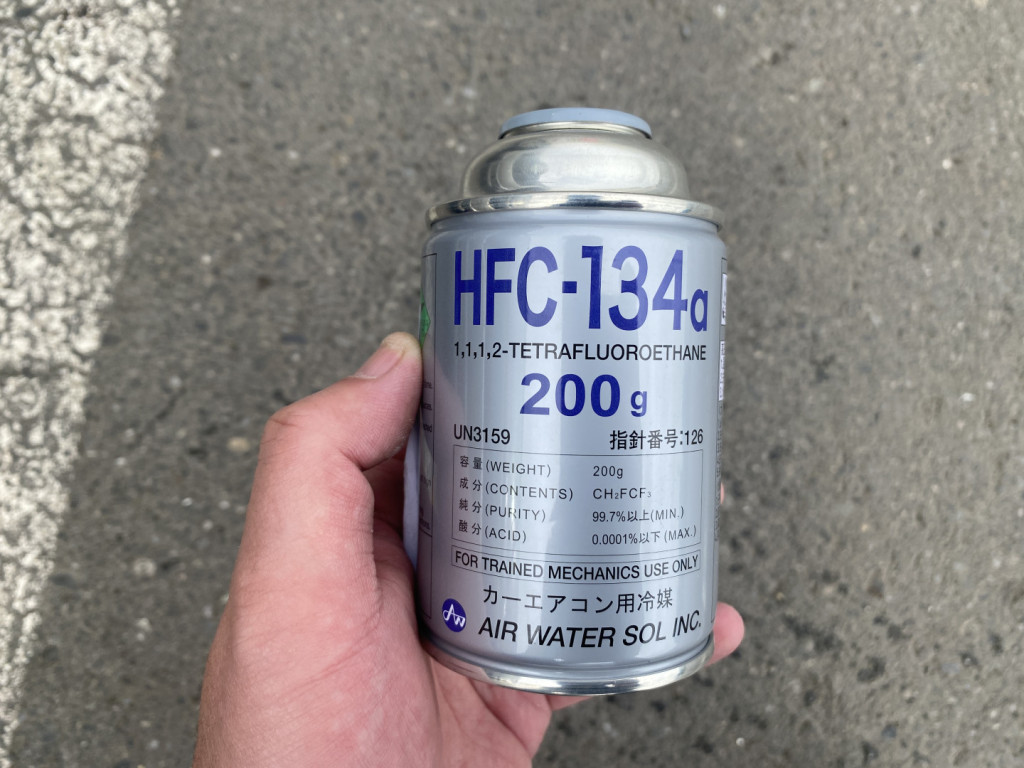 HFC-134a
1,1,1,2-TETRAFLUOROETHANE
200g
UN3159 指針番号:126
容量(WEIGHT) 200g
成分(CONTENTS) CH₂FCF₃
純分(PURITY) 99.7%以上(MIN.)
酸分(ACID) 0.0001%以下(MAX.)
FOR TRAINED MECHANICS USE ONLY
カーエアコン用冷媒
AW AIR WATER SOL INC.